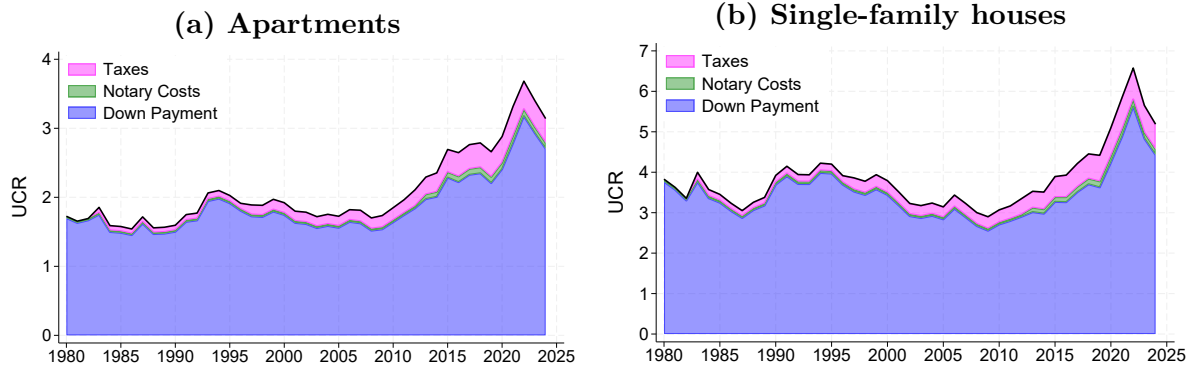 (a) Apartments
UCR
4
3
2
1
0
Taxes
Notary Costs
Down Payment
1980 1985 1990 1995 2000 2005 2010 2015 2020 2025
(b) Single-family houses
UCR
7
6
5
4
3
2
1
0
Taxes
Notary Costs
Down Payment
1980 1985 1990 1995 2000 2005 2010 2015 2020 2025